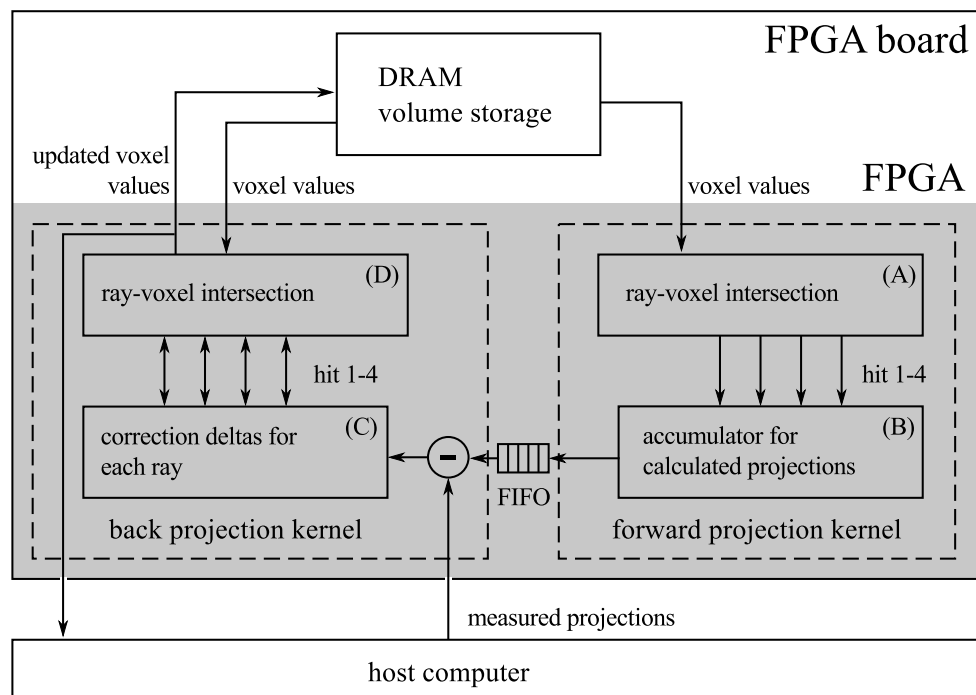 FPGA board
DRAM
volume storage
updated voxel
values
voxel values
voxel values
FPGA
(D)
ray-voxel intersection
(A)
ray-voxel intersection
hit 1-4
hit 1-4
(C)
correction deltas for
each ray
-
FIFO
(B)
accumulator for
calculated projections
back projection kernel
forward projection kernel
measured projections
host computer